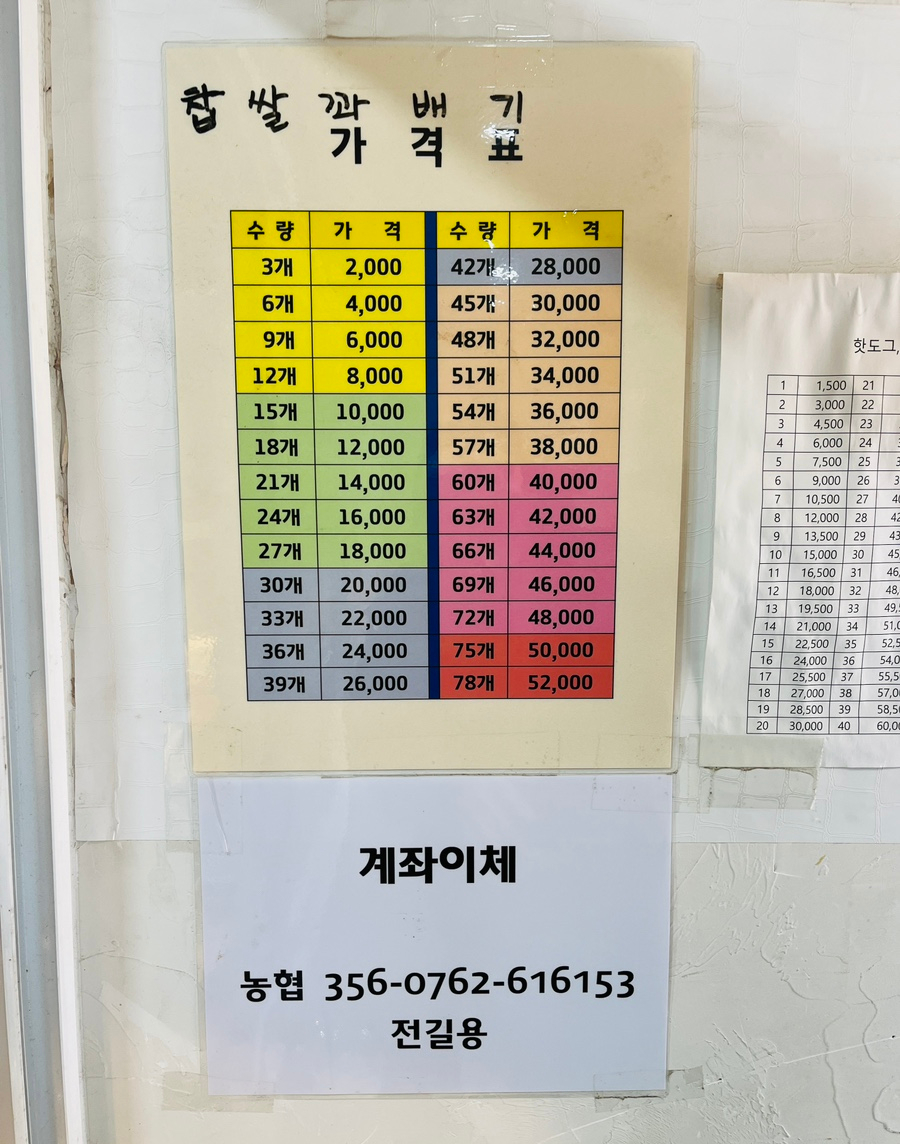 찹쌀꽈배기
가격표
수량 가격 수량 가격
3개 2,000 42개 28,000
6개 4,000 45개 30,000
9개 6,000 48개 32,000
12개 8,000 51개 34,000
15개 10,000 54개 36,000
18개 12,000 57개 38,000
21개 14,000 60개 40,000
24개 16,000 63개 42,000
27개 18,000 66개 44,000
30개 20,000 69개 46,000
33개 22,000 72개 48,000
36개 24,000 75개 50,000
39개 26,000 78개 52,000
계좌이체
농협 356-0762-616153
전길용
핫도그,
1 1,500 21
2 3,000 22
3 4,500 23
4 6,000 24
5 7,500 25
6 9,000 26
7 10,500 27
8 12,000 28
9 13,500 29
10 15,000 30
11 16,500 31
12 18,000 32
13 19,500 33
14 21,000 34
15 22,500 35
16 24,000 36
17 25,500 37
18 27,000 38
19 28,500 39
20 30,000 40